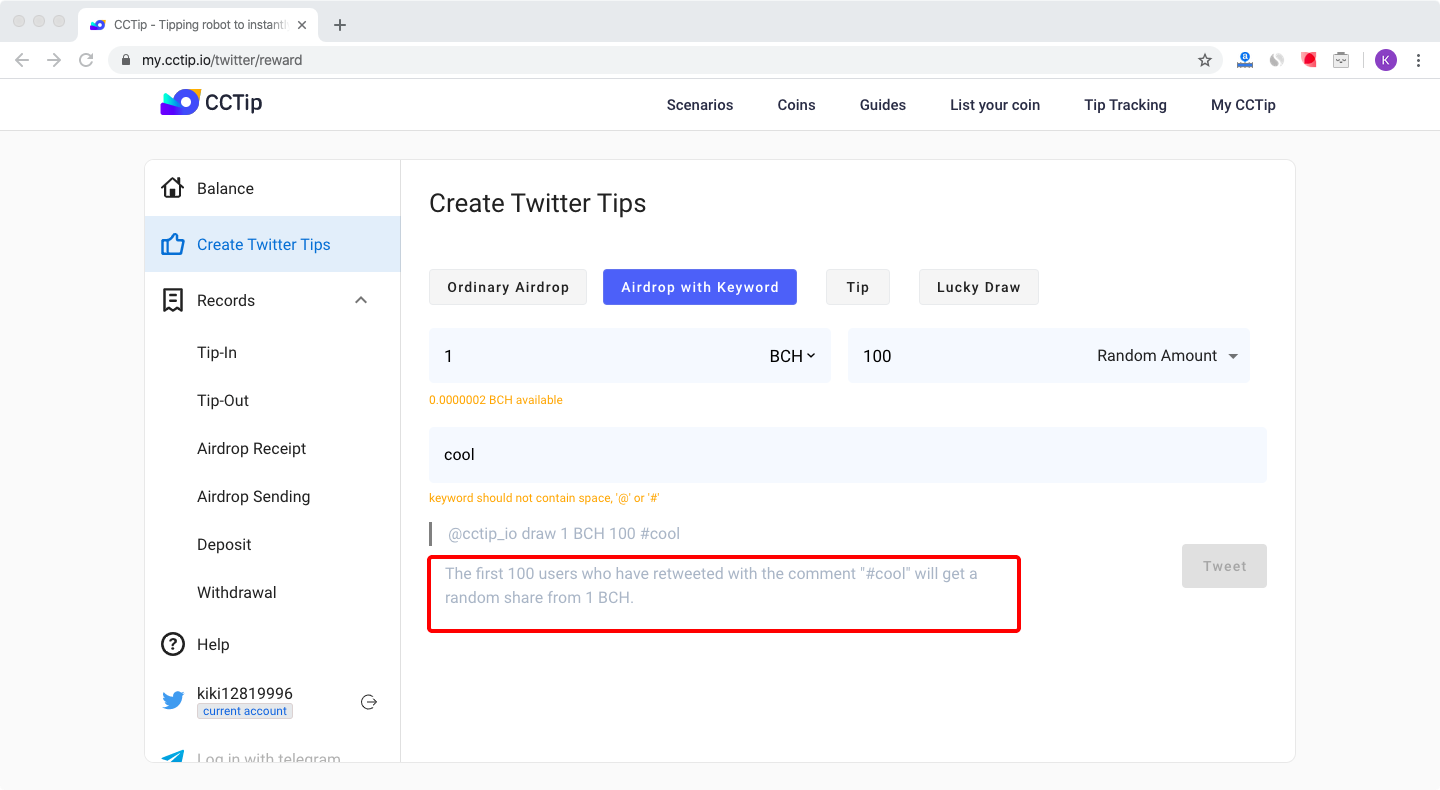 CCTip - Tipping robot to instantly
my.cctip.io/twitter/reward
K
CCTip
Scenarios
Coins
Guides
List your coin
Tip Tracking
My CCTip
Balance
Create Twitter Tips
Records
Tip-In
Tip-Out
Airdrop Receipt
Airdrop Sending
Deposit
Withdrawal
Help
kiki12819996
current account
Log in with telegram
Create Twitter Tips
Ordinary Airdrop
Airdrop with Keyword
Tip
Lucky Draw
1
BCH
100
Random Amount
0.0000002 BCH available
cool
keyword should not contain space, '@' or '#'
@cctip_io draw 1 BCH 100 #cool
The first 100 users who have retweeted with the comment "#cool" will get a
random share from 1 BCH.
Tweet